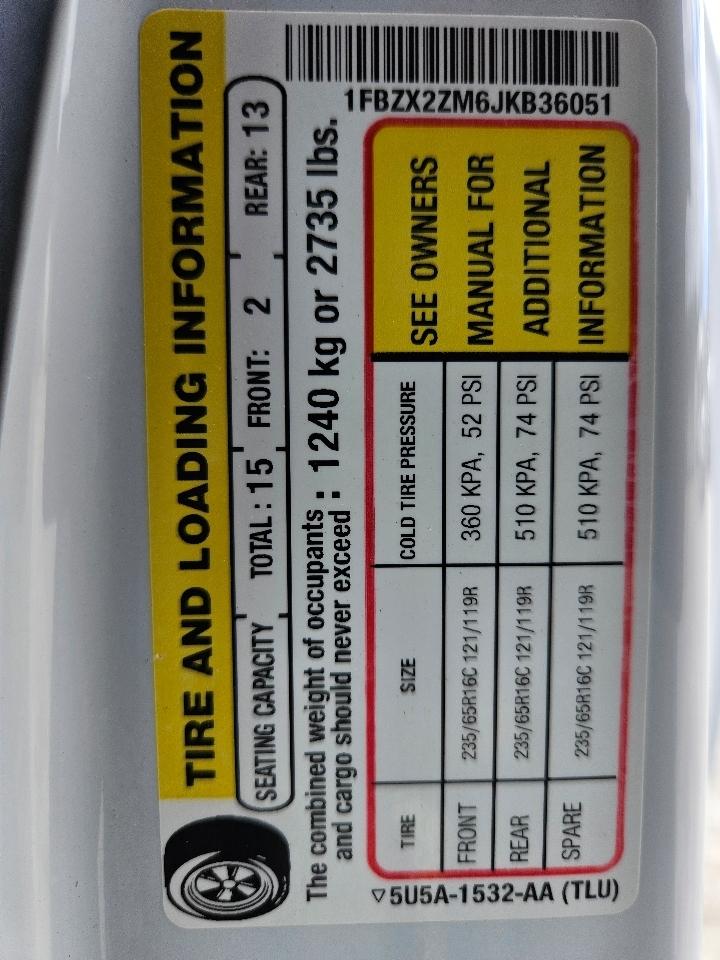 TIRE AND LOADING INFORMATION
SEATING CAPACITY TOTAL: 15 FRONT: 2 REAR: 13
The combined weight of occupants
and cargo should never exceed : 1240 kg or 2735 lbs.
TIRE SIZE COLD TIRE PRESSURE
FRONT 235/65R16C 121/119R 360 KPA, 52 PSI
REAR 235/65R16C 121/119R 510 KPA, 74 PSI
SPARE 235/65R16C 121/119R 510 KPA, 74 PSI
SEE OWNERS
MANUAL FOR
ADDITIONAL
INFORMATION
5U5A-1532-AA (TLU)
1FBZX2ZM6JKB36051